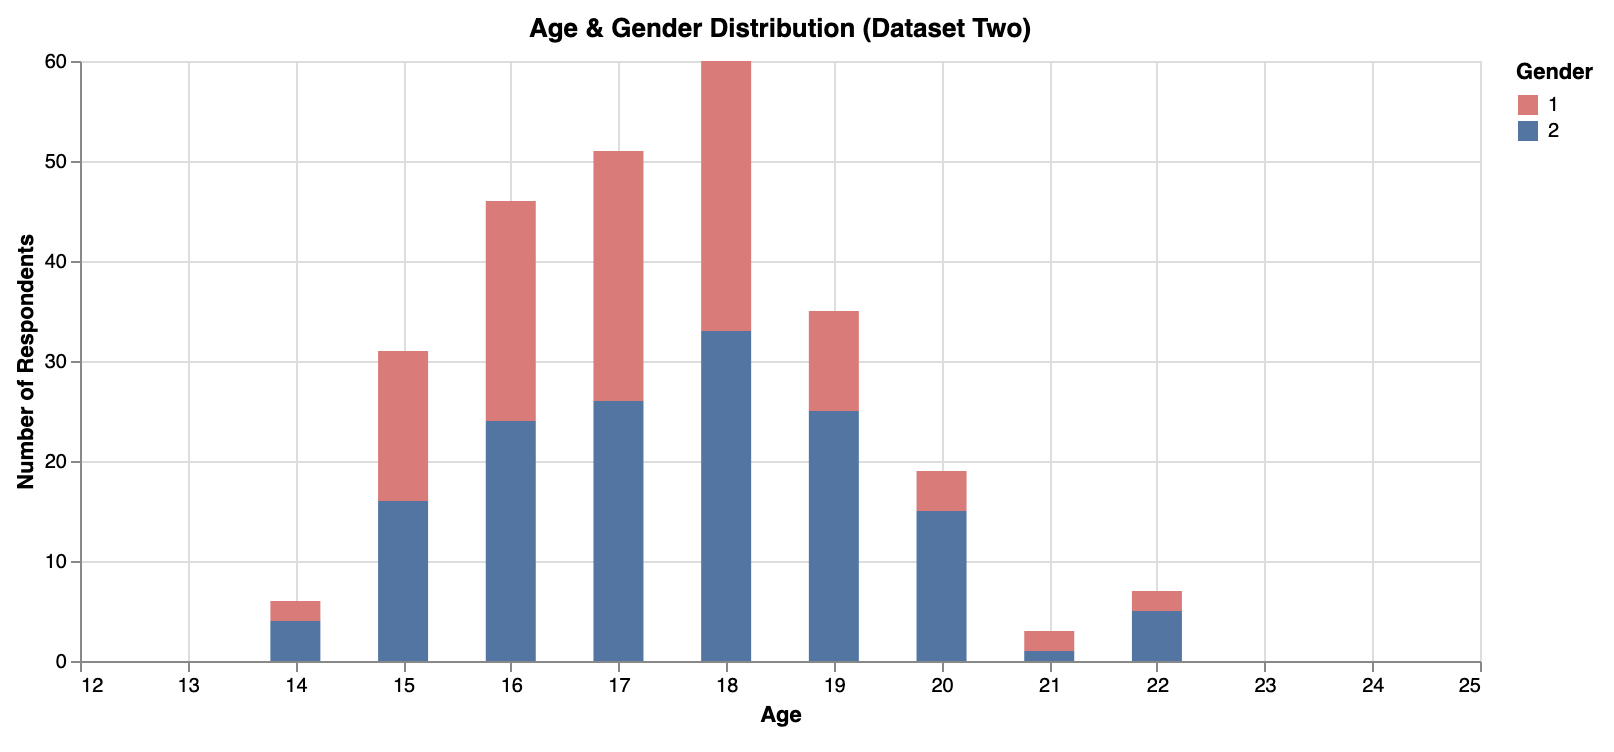 Age & Gender Distribution (Dataset Two)
Gender
1
2
Number of Respondents
60
50
40
30
20
10
0
12 13 14 15 16 17 18 19 20 21 22 23 24 25
Age